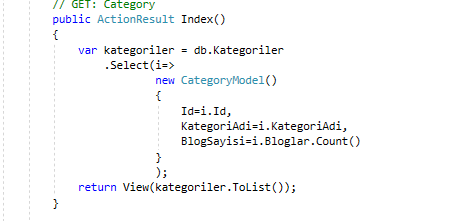 // GET: Category
public ActionResult Index()
{
    var kategoriler = db.Kategoriler
        .Select(i=>
                new CategoryModel()
                {
                    Id=i.Id,
                    KategoriAdi=i.KategoriAdi,
                    BlogSayisi=i.Bloglar.Count()
                }
                );
    return View(kategoriler.ToList());
}